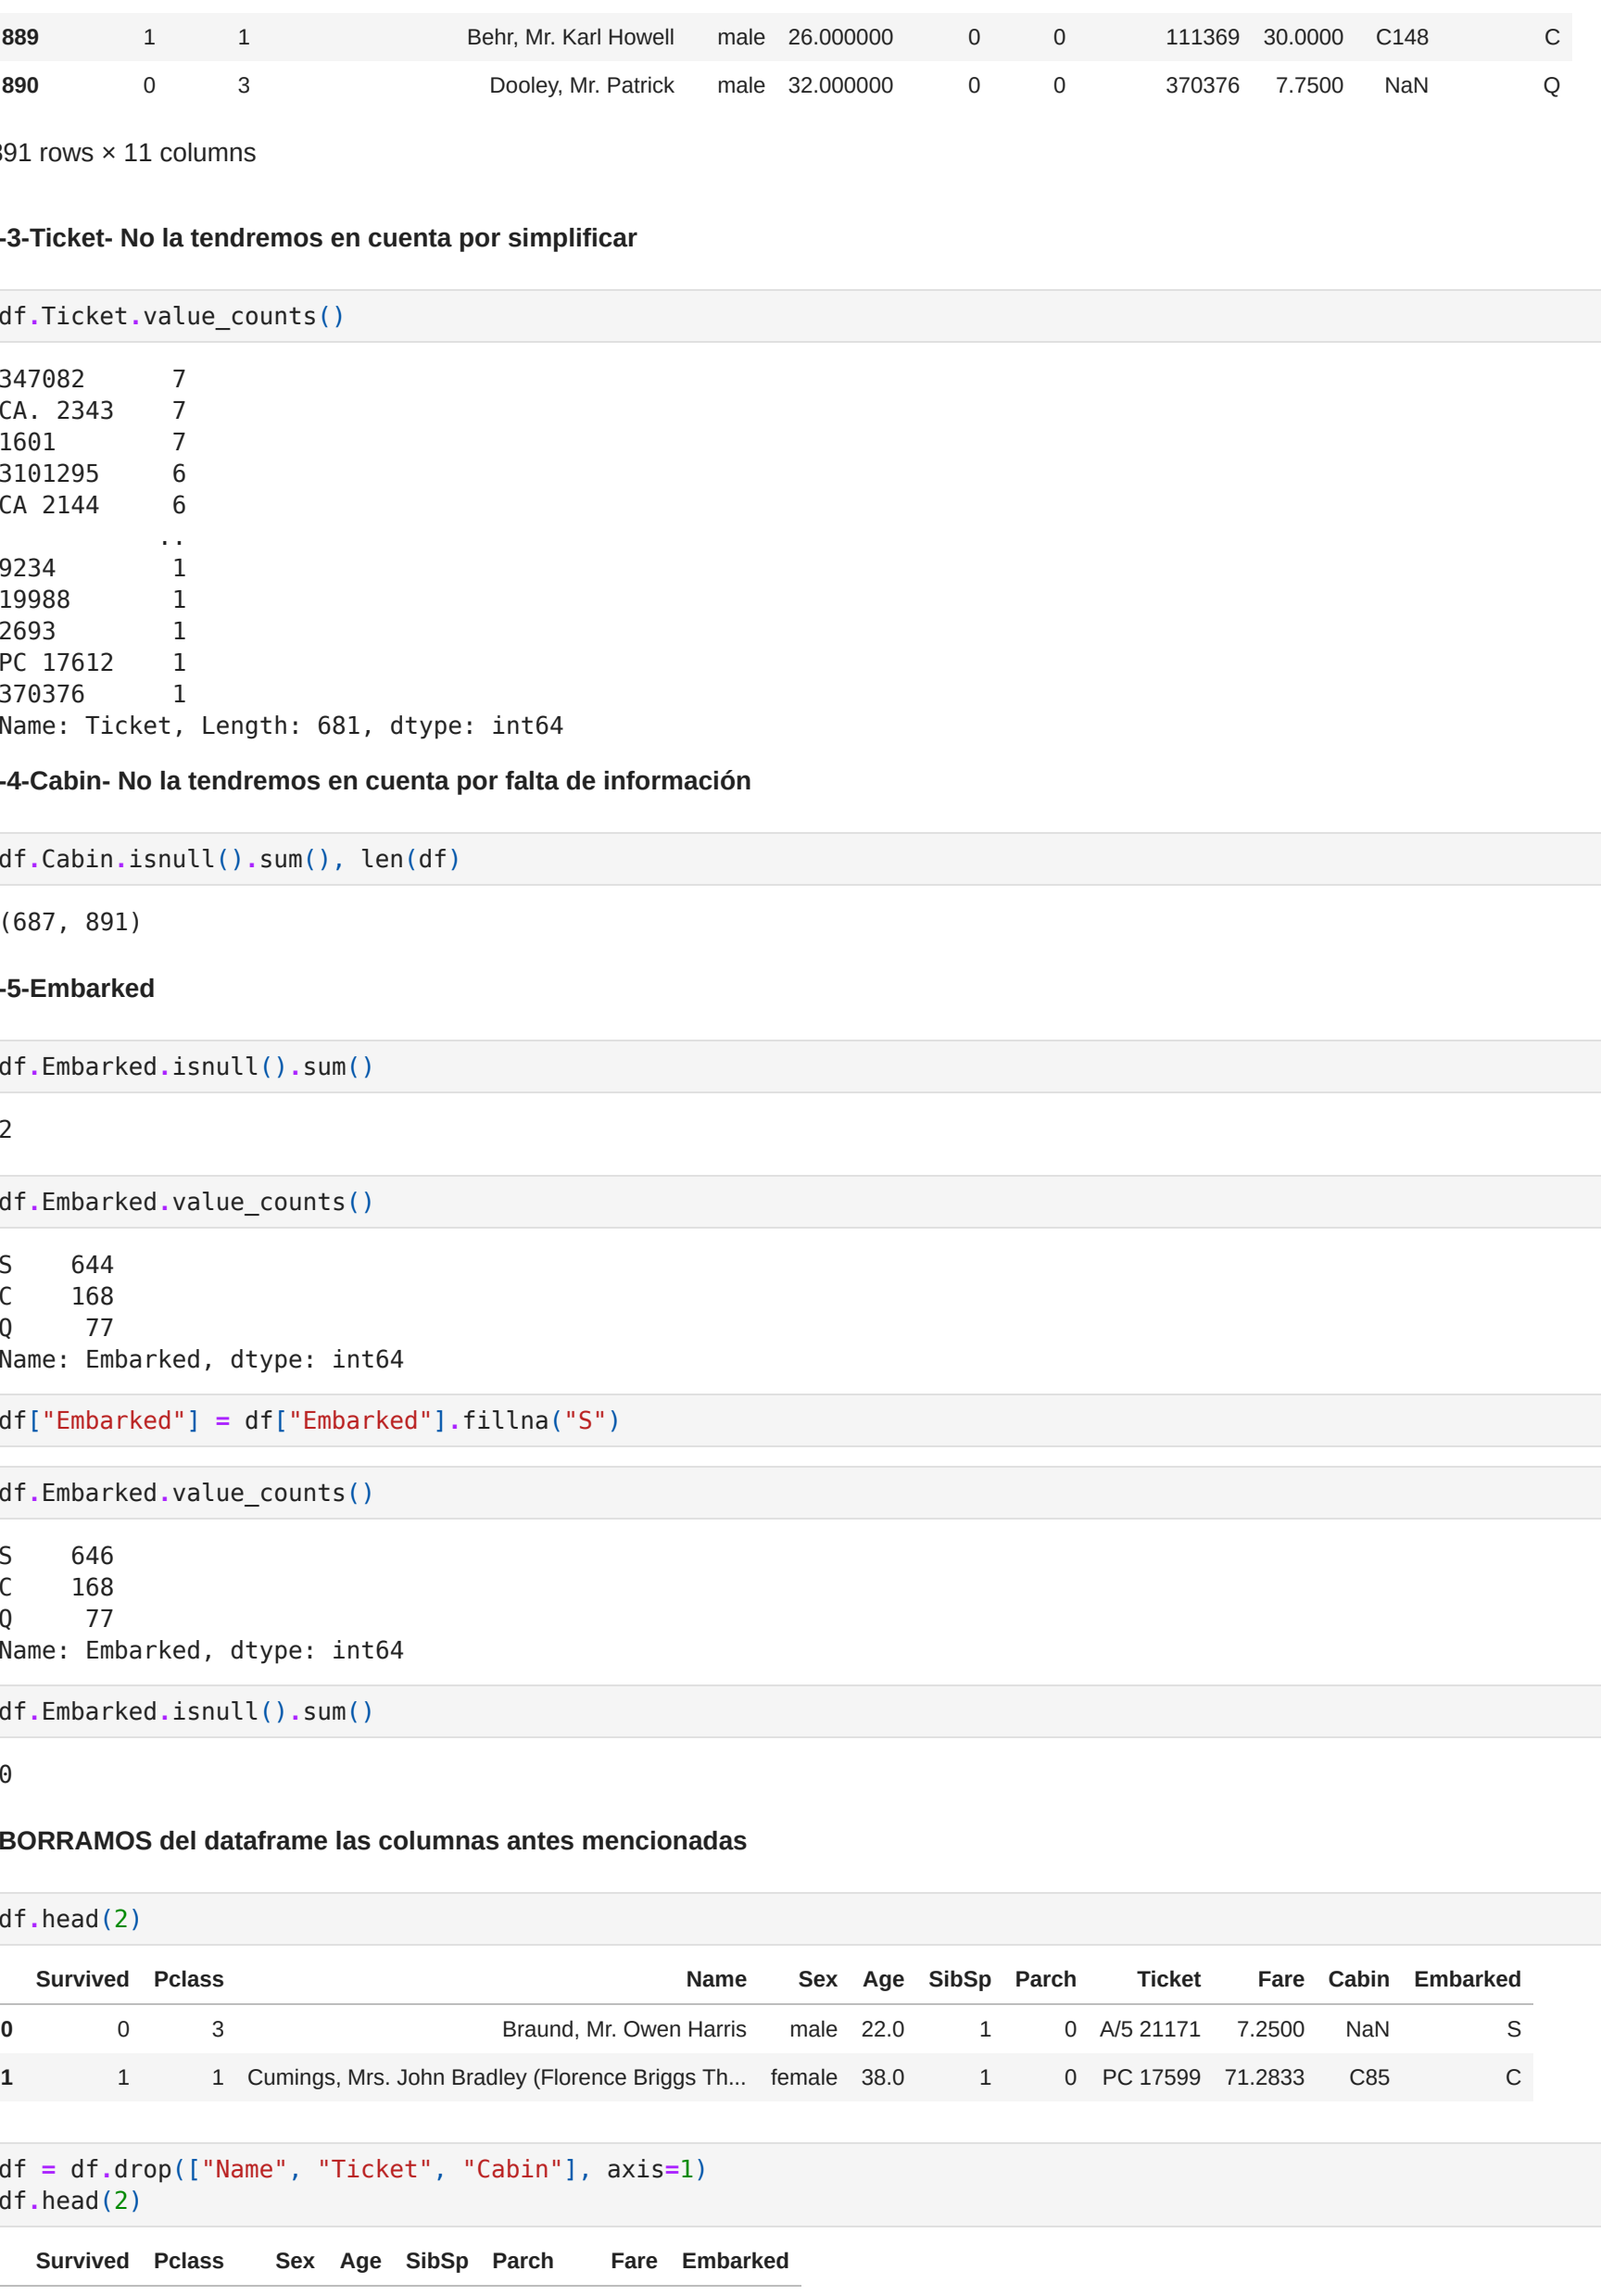 889 1 1 Behr, Mr. Karl Howell male 26.000000 0 0 111369 30.0000 C148 C
890 0 3 Dooley, Mr. Patrick male 32.000000 0 0 370376 7.7500 NaN Q
891 rows × 11 columns
-3-Ticket- No la tendremos en cuenta por simplificar
df.Ticket.value_counts()
347082 7
CA. 2343 7
1601 7
3101295 6
CA 2144 6
..
9234 1
19988 1
2693 1
PC 17612 1
370376 1
Name: Ticket, Length: 681, dtype: int64
-4-Cabin- No la tendremos en cuenta por falta de información
df.Cabin.isnull().sum(), len(df)
(687, 891)
-5-Embarked
df.Embarked.isnull().sum()
2
df.Embarked.value_counts()
S 644
C 168
Q 77
Name: Embarked, dtype: int64
df["Embarked"] = df["Embarked"].fillna("S")
df.Embarked.value_counts()
S 646
C 168
Q 77
Name: Embarked, dtype: int64
df.Embarked.isnull().sum()
0
BORRAMOS del dataframe las columnas antes mencionadas
df.head(2)
Survived Pclass Name Sex Age SibSp Parch Ticket Fare Cabin Embarked
0 0 3 Braund, Mr. Owen Harris male 22.0 1 0 A/5 21171 7.2500 NaN S
1 1 1 Cumings, Mrs. John Bradley (Florence Briggs Th... female 38.0 1 0 PC 17599 71.2833 C85 C
df = df.drop(["Name", "Ticket", "Cabin"], axis=1)
df.head(2)
Survived Pclass Sex Age SibSp Parch Fare Embarked